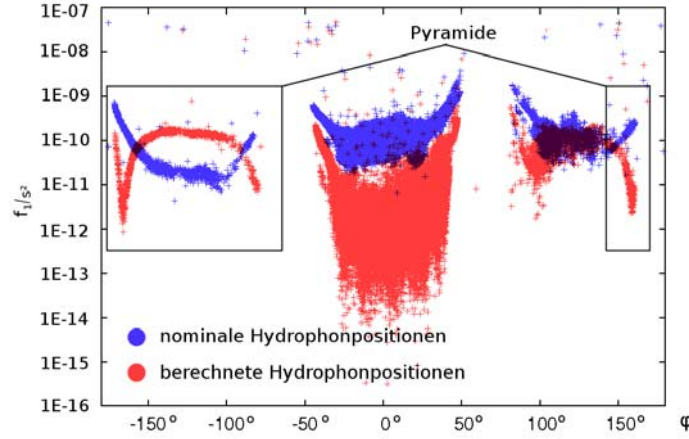 1E-07
Pyramide
1E-08
1E-09
1E-10
1E-11
1E-12
1E-13
1E-14
1E-15
1E-16
f₁/s²
nominale Hydrophonpositionen
berechnete Hydrophonpositionen
-150° -100° -50° 0° 50° 100° 150° φ